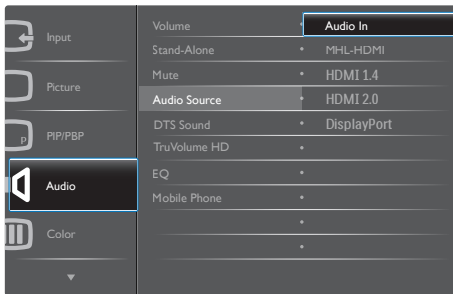 Input
Picture
P
PIP/PBP
Audio
Color
Volume
Stand-Alone
Mute
Audio Source
DTS Sound
TruVolume HD
EQ
Mobile Phone
Audio In
MHL-HDMI
HDMI 1.4
HDMI 2.0
DisplayPort